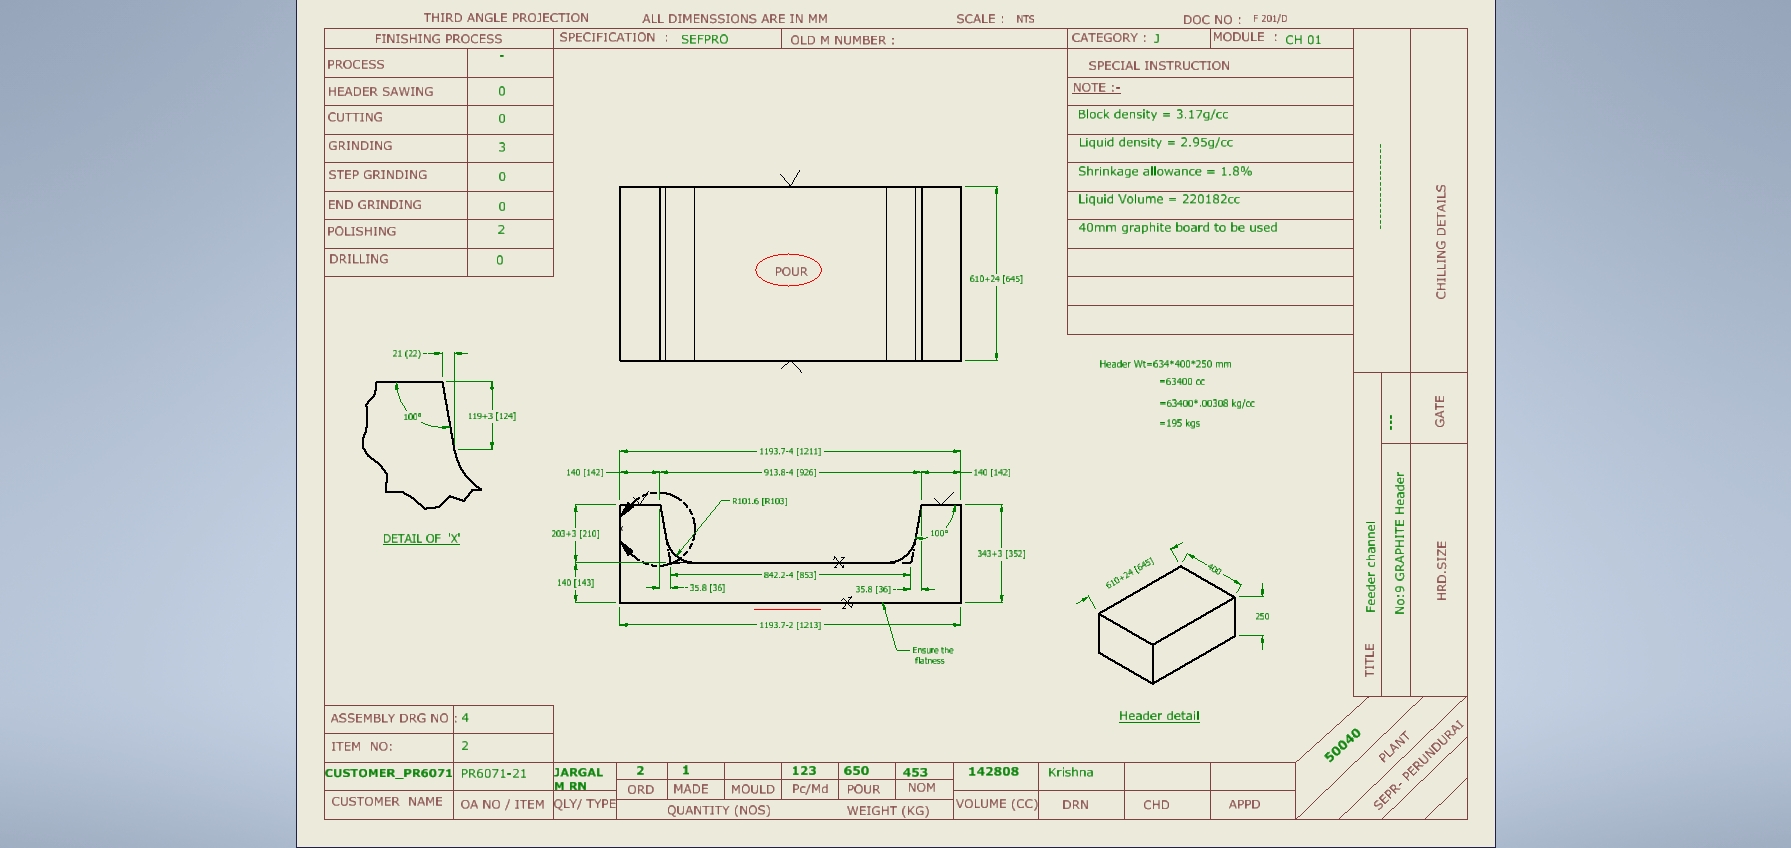 THIRD ANGLE PROJECTION ALL DIMENSSIONS ARE IN MM SCALE : NTS DOC NO : F 201/D
FINISHING PROCESS SPECIFICATION : SEFPRO OLD M NUMBER : CATEGORY : J MODULE : CH 01
PROCESS -
HEADER SAWING 0
CUTTING 0
GRINDING 3
STEP GRINDING 0
END GRINDING 0
POLISHING 2
DRILLING 0
SPECIAL INSTRUCTION
NOTE :-
Block density = 3.17g/cc
Liquid density = 2.95g/cc
Shrinkage allowance = 1.8%
Liquid Volume = 220182cc
40mm graphite board to be used
CHILLING DETAILS
POUR
610+24 [645]
21 (22)
100°
119+3 [124]
DETAIL OF 'X'
Header Wt=634*400*250 mm
=63400 cc
=63400*.00308 kg/cc
=195 kgs
GATE
---
1193.7-4 [1211]
140 [142] 913.8-4 [926] 140 [142]
R101.6 [R103]
203+3 [210] 100°
343+3 [352]
140 [143] 842.2-4 [853]
35.8 [36] 35.8 [36]
1193.7-2 [1213]
Ensure the
flatness
610+24 [645] 400
250
Header detail
TITLE Feeder channel
No:9 GRAPHITE Header
HRD.SIZE
ASSEMBLY DRG NO : 4
ITEM NO: 2
CUSTOMER_PR6071 PR6071-21 JARGAL
M RN
2 1 123 650 453 142808 Krishna
ORD MADE MOULD Pc/Md POUR NOM
CUSTOMER NAME OA NO / ITEM QLY/ TYPE QUANTITY (NOS) WEIGHT (KG) VOLUME (CC) DRN CHD APPD
50040
PLANT
SEPR- PERUNDURAI